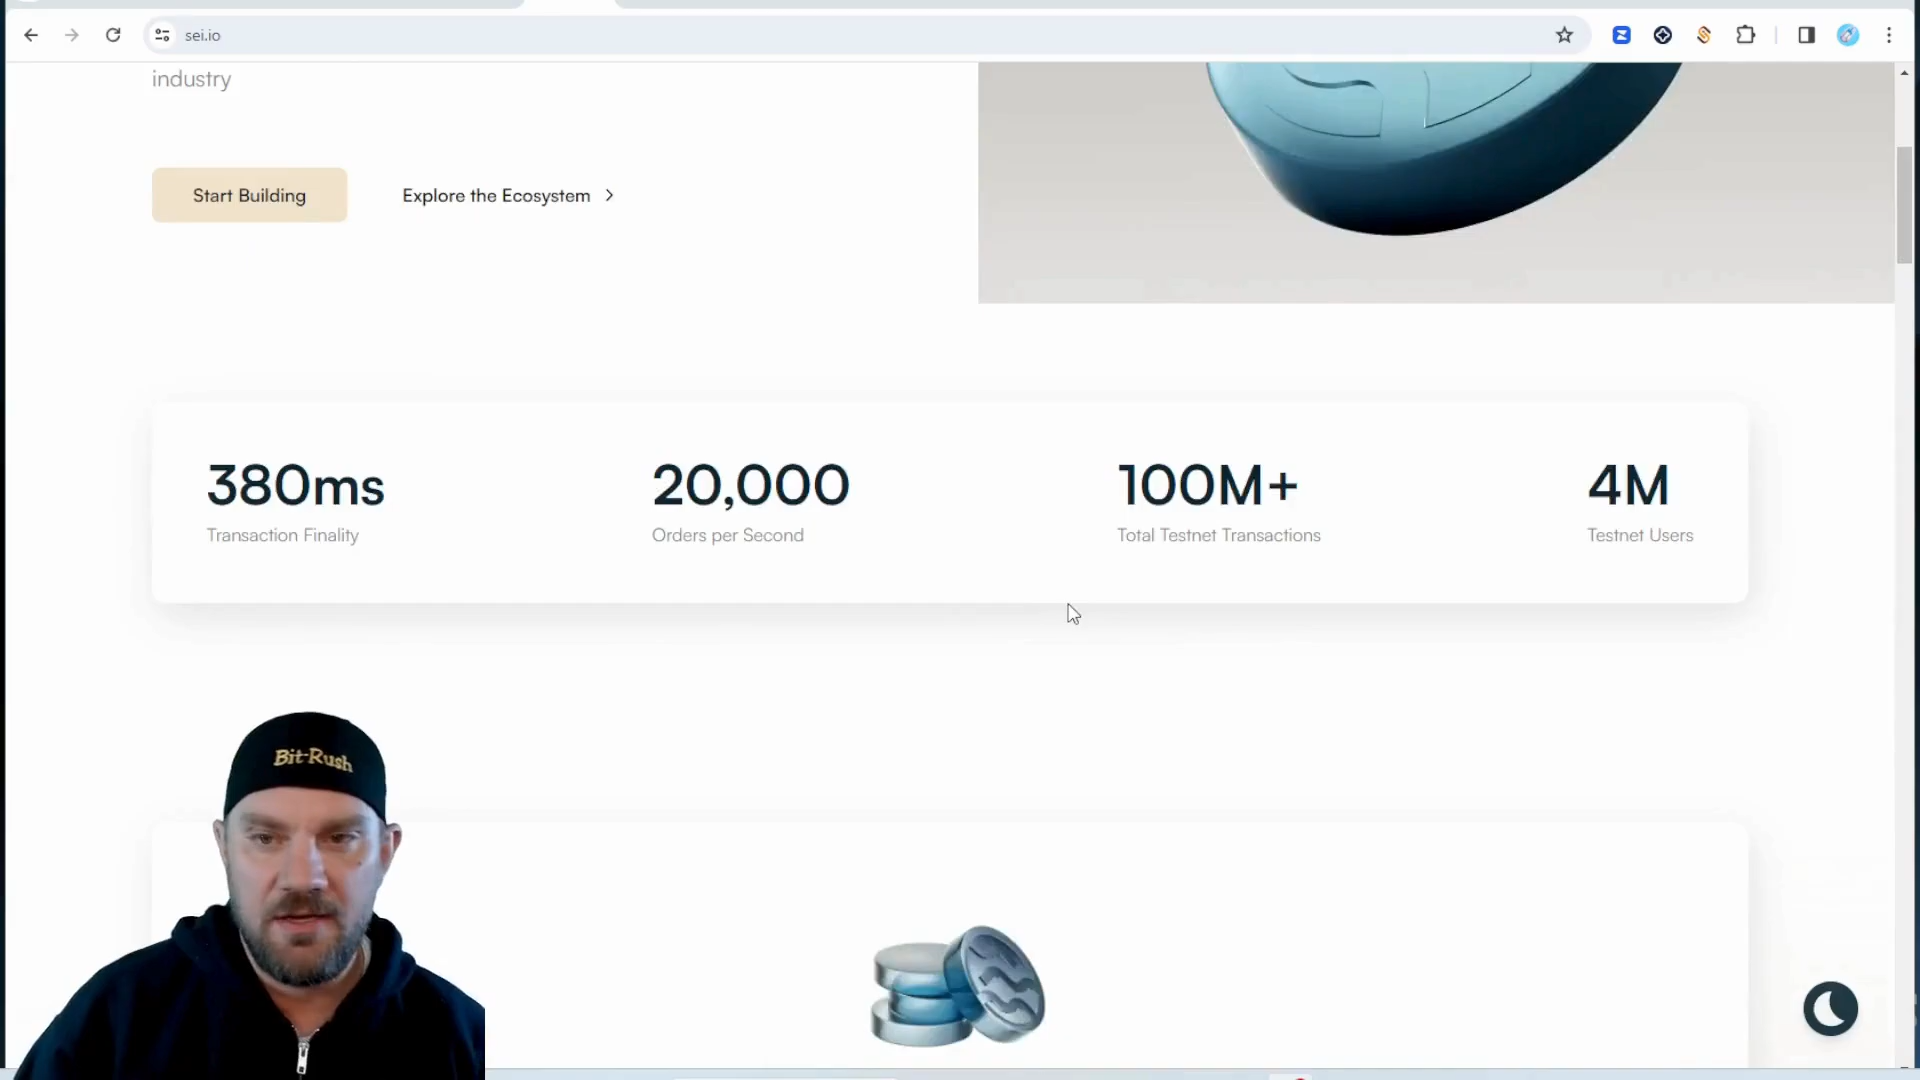 sei.io
industry
Start Building
Explore the Ecosystem
380ms
Transaction Finality
20,000
Orders per Second
100M+
Total Testnet Transactions
4M
Testnet Users
Bit-Rush